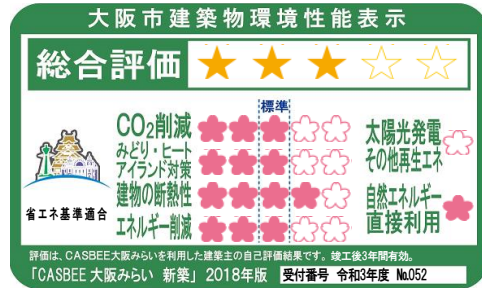 大阪市建築物環境性能表示
総合評価
標準
CO₂削減
みどり・ヒート
アイランド対策
建物の断熱性
エネルギー削減
太陽光発電
その他再生エネ
自然エネルギー
直接利用
省エネ基準適合
評価は、CASBEE大阪みらいを利用した建築主の自己評価結果です。竣工後3年間有効。
「CASBEE 大阪みらい 新築」 2018年版 受付番号 令和3年度 №052